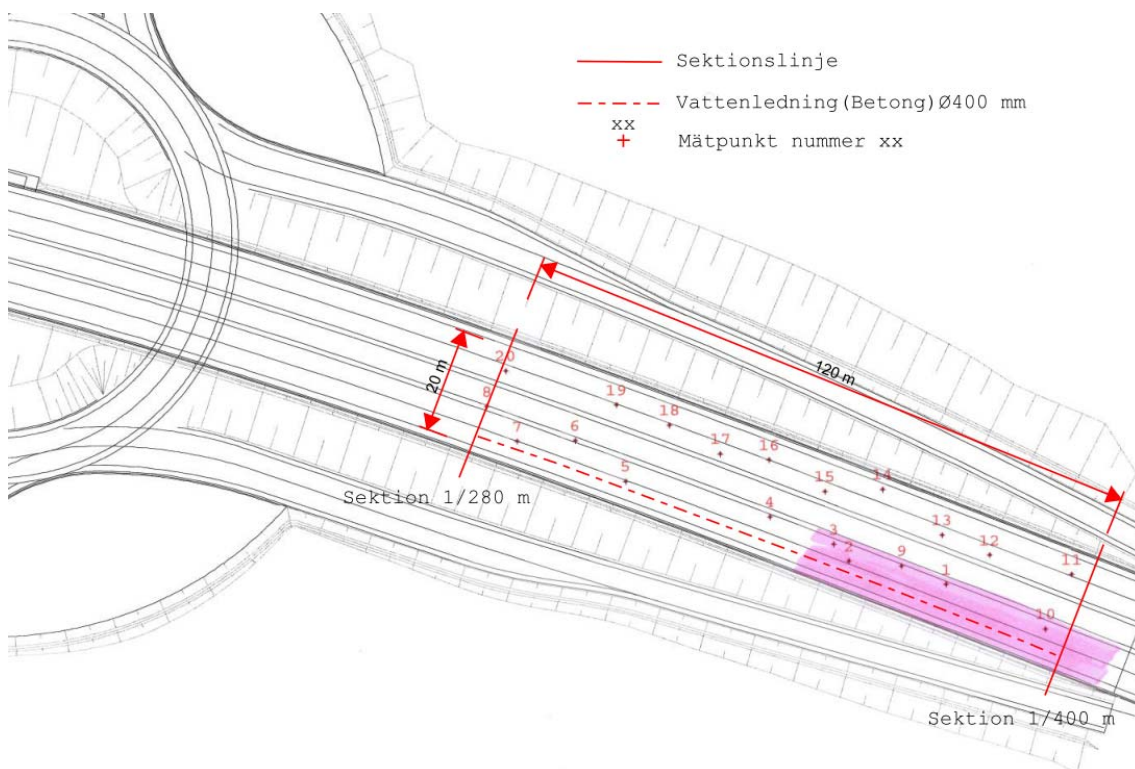 Sektionslinje
Vattenledning(Betong)Ø400 mm
xx
Mätpunkt nummer xx
120 m
20 m
20
19
8
18
7
6
17
16
5
15
14
Sektion 1/280 m
4
13
3
2
9
12
1
11
10
Sektion 1/400 m